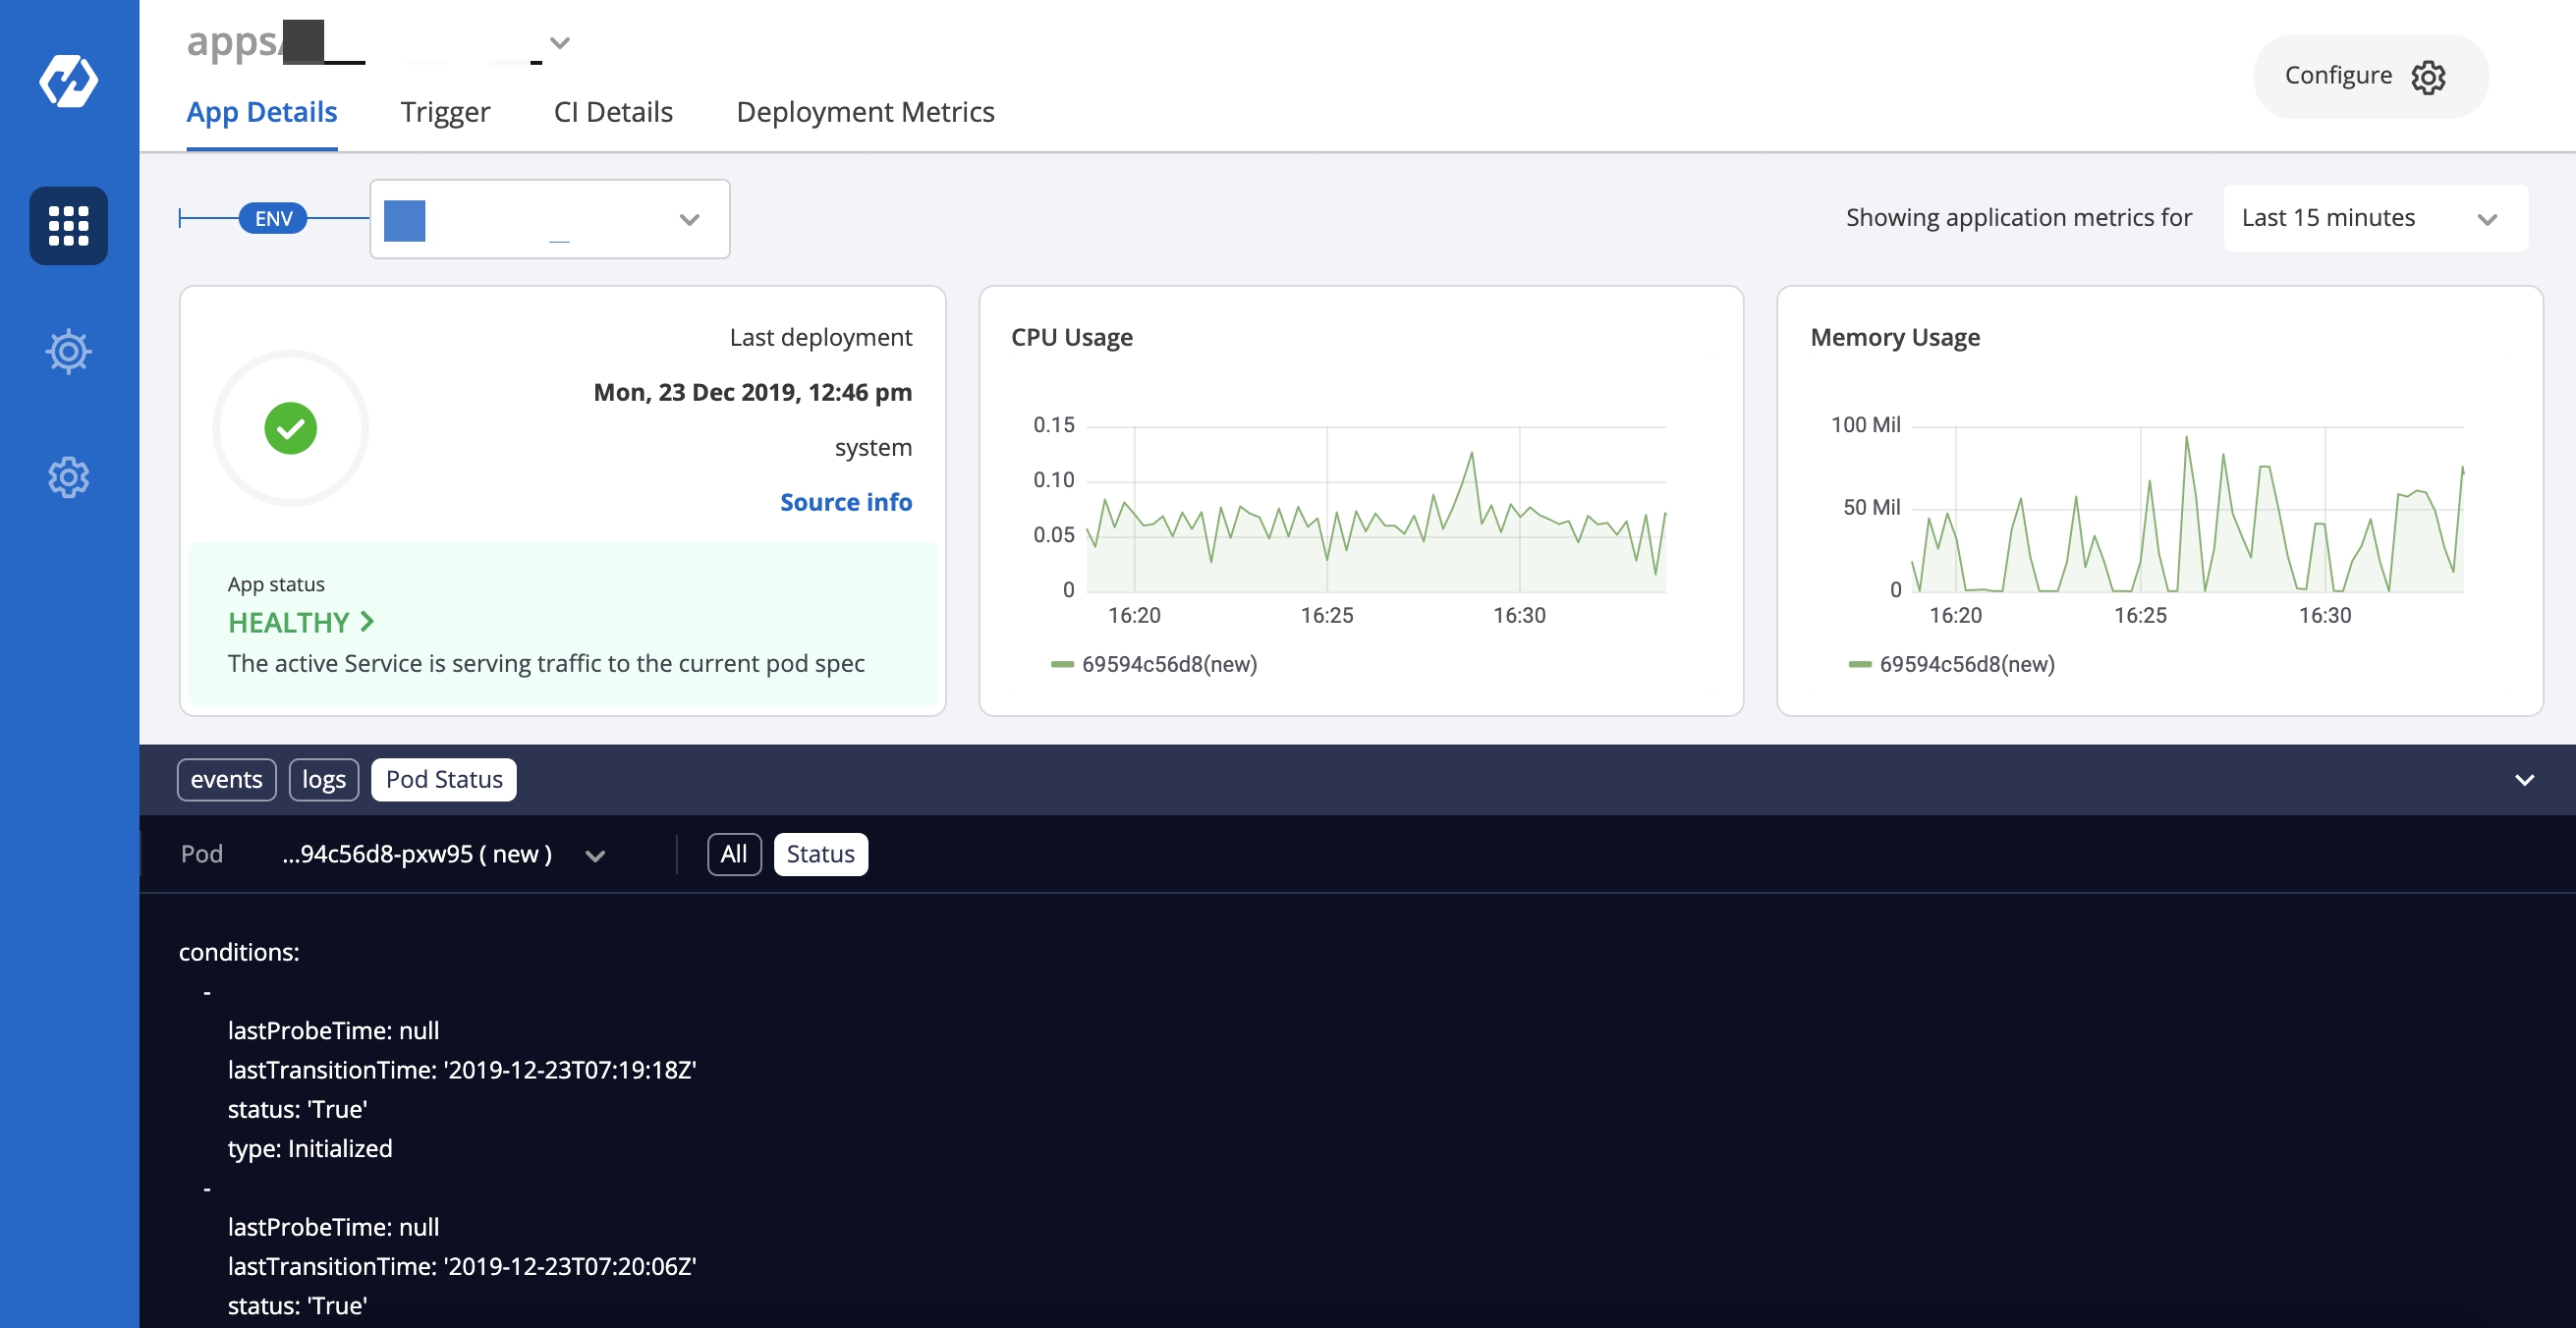 apps/
Configure
App Details Trigger CI Details Deployment Metrics
ENV
Showing application metrics for Last 15 minutes
Last deployment
Mon, 23 Dec 2019, 12:46 pm
system
Source info
App status
HEALTHY
The active Service is serving traffic to the current pod spec
CPU Usage
0.15
0.10
0.05
0
16:20 16:25 16:30
69594c56d8(new)
Memory Usage
100 Mil
50 Mil
0
16:20 16:25 16:30
69594c56d8(new)
events logs Pod Status
Pod ...94c56d8-pxw95 ( new ) All Status
conditions:
-
lastProbeTime: null
lastTransitionTime: '2019-12-23T07:19:18Z'
status: 'True'
type: Initialized
-
lastProbeTime: null
lastTransitionTime: '2019-12-23T07:20:06Z'
status: 'True'